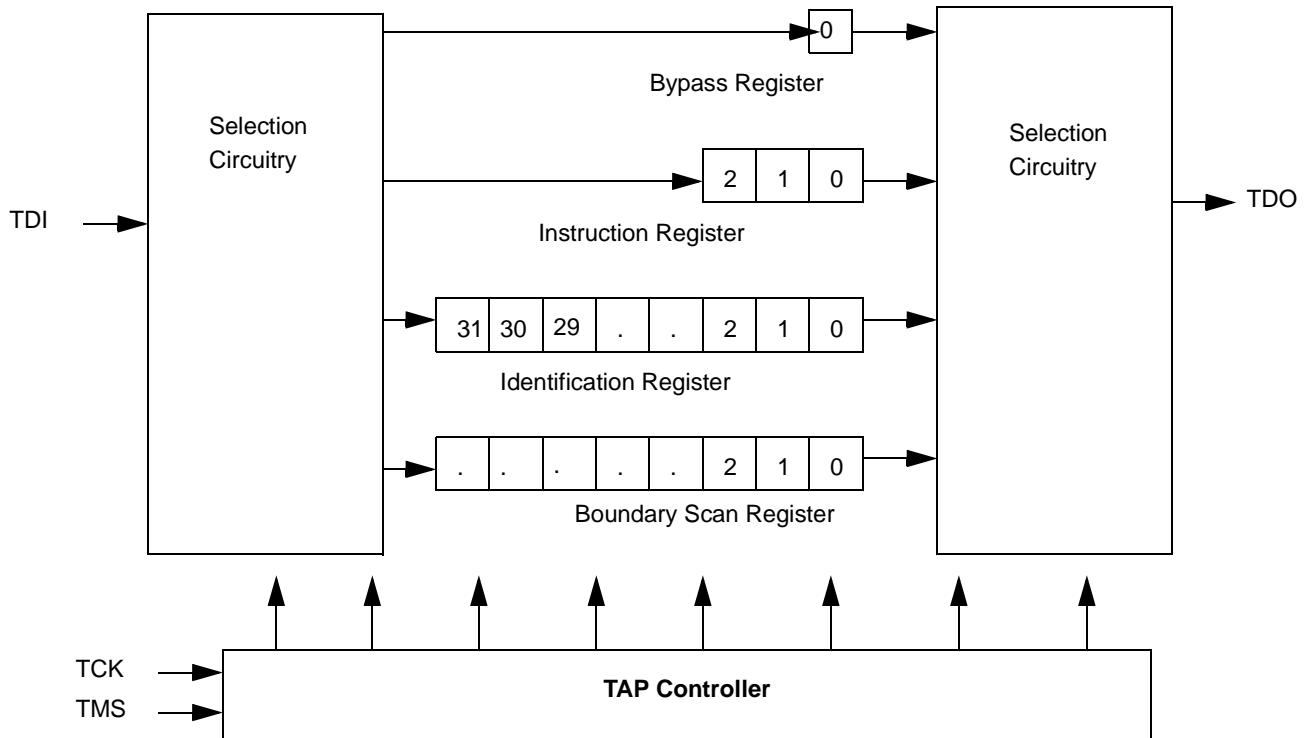 0
Bypass Register
Selection
Circuitry
Selection
Circuitry
2 1 0
TDI
TDO
Instruction Register
31 30 29 . . 2 1 0
Identification Register
. . . . . 2 1 0
Boundary Scan Register
TCK
TMS
TAP Controller